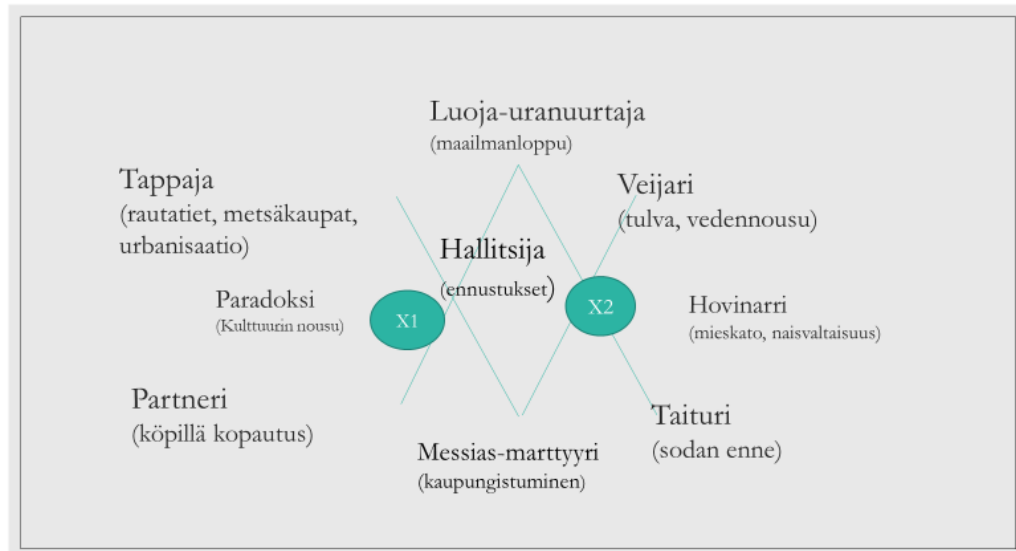 Luoja-uranuurtaja
(maailmanloppu)
Tappaja
(rautatiet, metsäkaupat,
urbanisaatio)
Veijari
(tulva, vedennousu)
Hallitsija
(ennustukset)
Paradoksi
(Kulttuurin nousu)
X1
X2
Hovinarri
(mieskato, naisvaltaisuus)
Partneri
(köpillä kopautus)
Messias-marttyyri
(kaupungistuminen)
Taituri
(sodan enne)